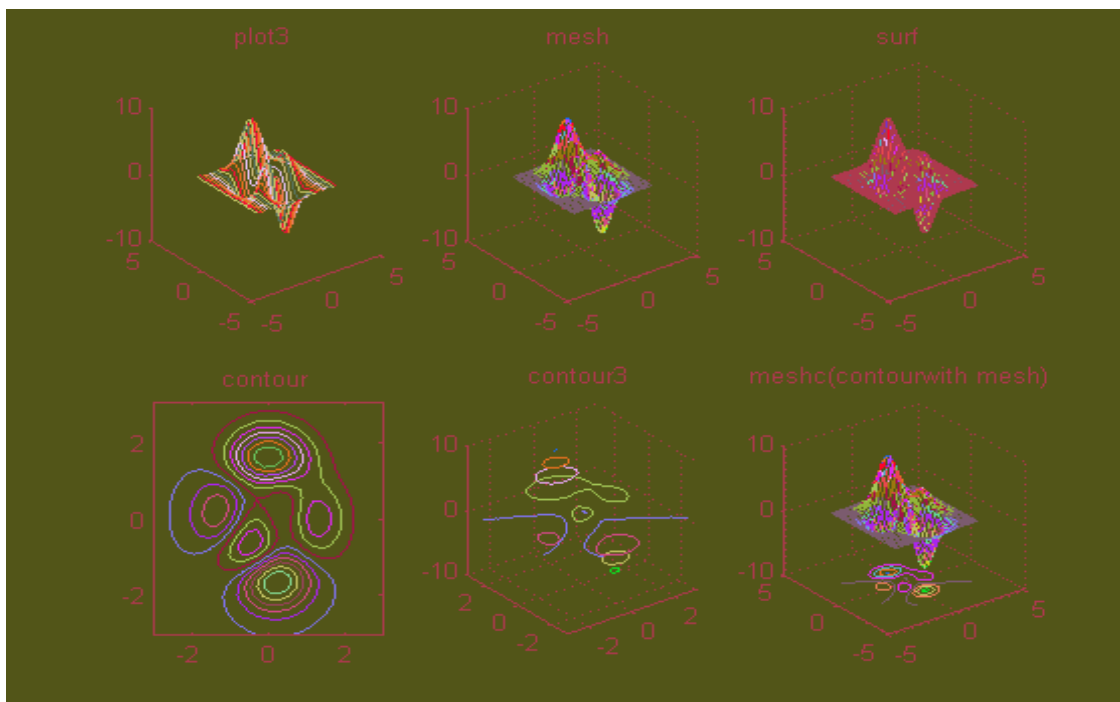 plot3 mesh surf
10 10 10
0 0 0
-10 -10 -10
5 5 5 5 5 5
0 0 0 0 0 0
-5 -5 -5 -5 -5 -5
contour contour3 meshc(contourwith mesh)
2 10 10
0 0 0
-2 -10 -10
2 2 5 5
0 0 0 0
-2 -2 -5 -5
-2 0 2